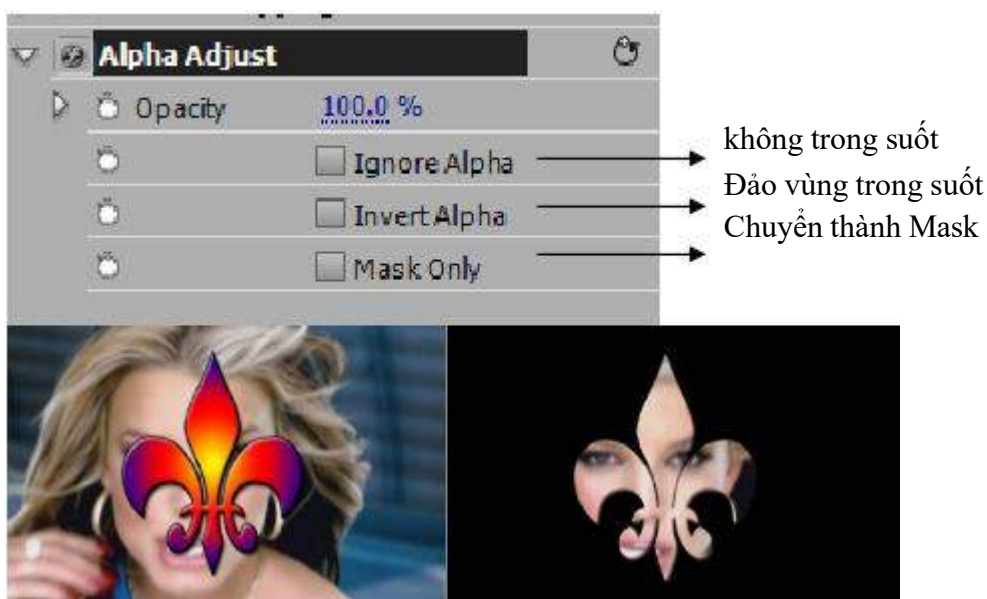 Alpha Adjust
Opacity 100.0 %
Ignore Alpha không trong suốt
Invert Alpha Đảo vùng trong suốt
Mask Only Chuyển thành Mask